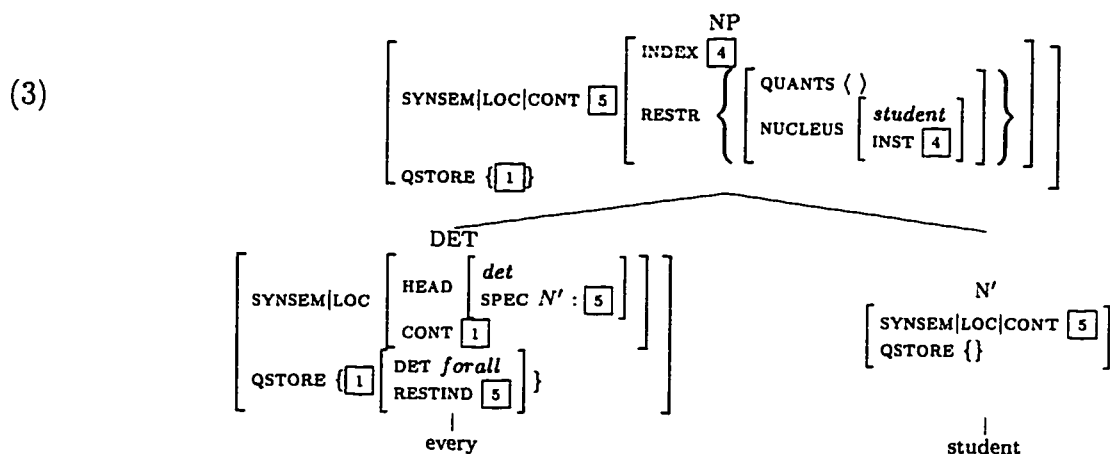 NP
(3)
INDEX 4
SYNSEM|LOC|CONT 5 RESTR { QUANTS ⟨ ⟩
NUCLEUS student
INST 4 }
QSTORE { 1 }
DET
SYNSEM|LOC HEAD det
SPEC N′ : 5
CONT 1
QSTORE { 1 DET forall
RESTIND 5 }
every
N′
SYNSEM|LOC|CONT 5
QSTORE {}
student